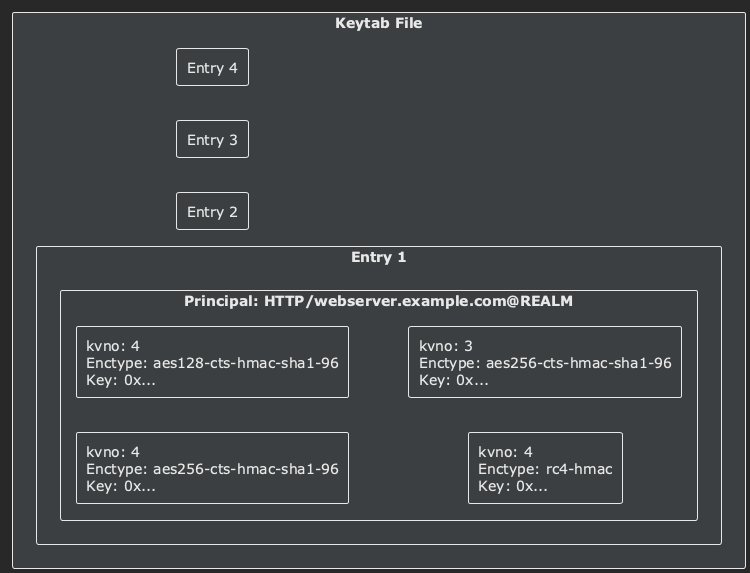 Keytab File
Entry 4
Entry 3
Entry 2
Entry 1
Principal: HTTP/webserver.example.com@REALM
kvno: 4
Enctype: aes128-cts-hmac-sha1-96
Key: 0x...
kvno: 3
Enctype: aes256-cts-hmac-sha1-96
Key: 0x...
kvno: 4
Enctype: aes256-cts-hmac-sha1-96
Key: 0x...
kvno: 4
Enctype: rc4-hmac
Key: 0x...